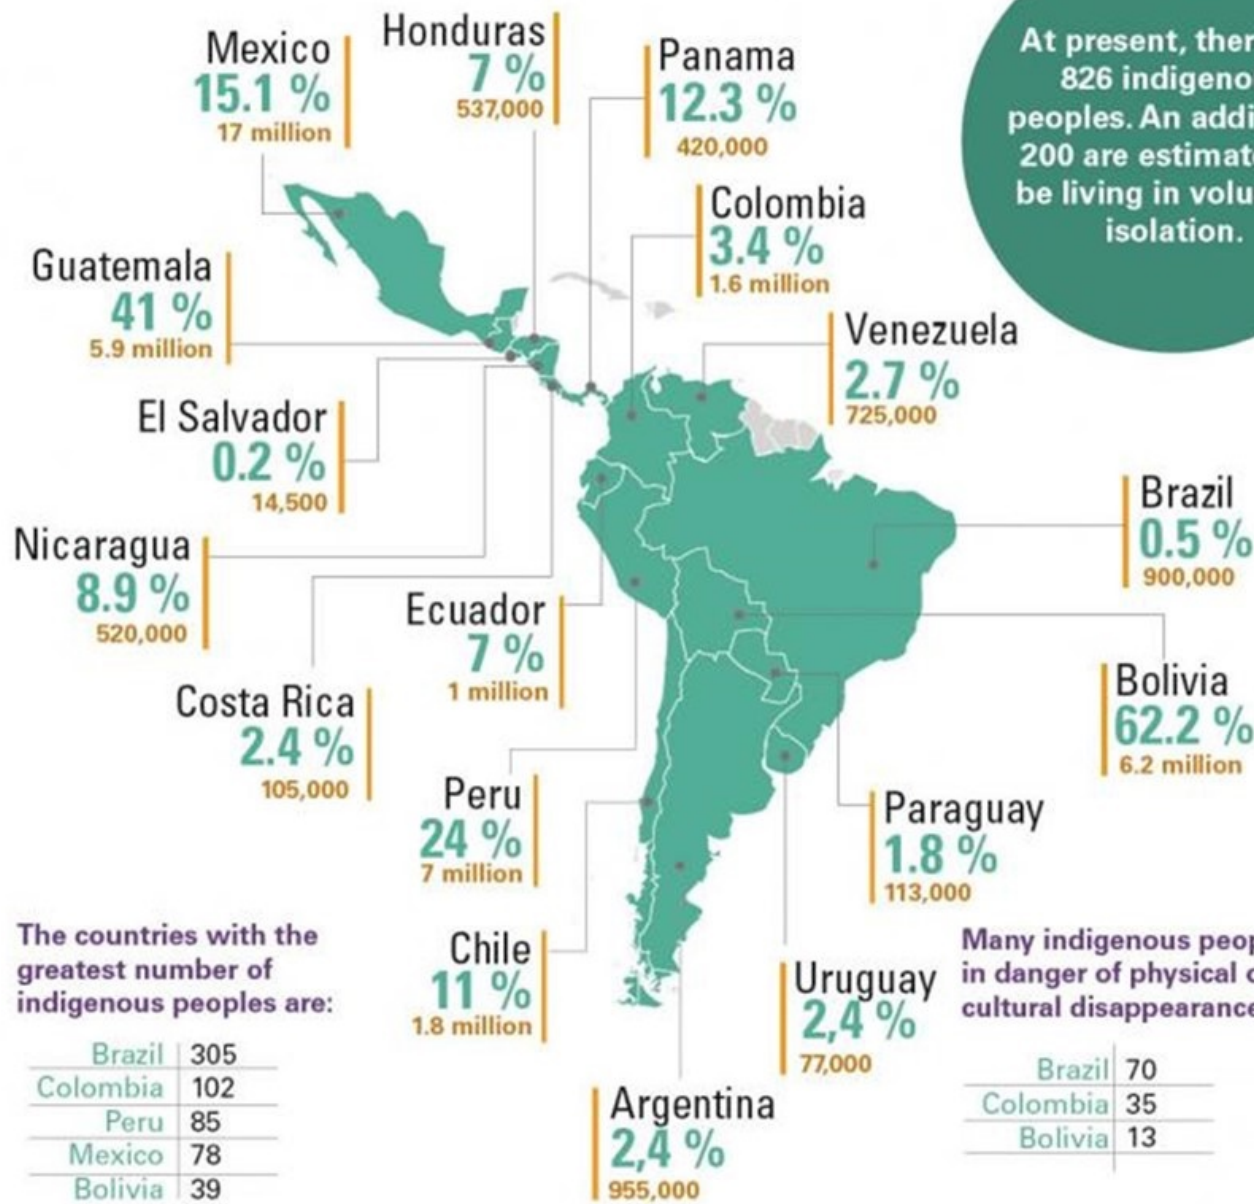 Mexico
15.1 %
17 million
Honduras
7 %
537,000
Panama
12.3 %
420,000
At present, ther
826 indigeno
peoples. An addi
200 are estimat
be living in volu
isolation.
Colombia
3.4 %
1.6 million
Guatemala
41 %
5.9 million
Venezuela
2.7 %
725,000
El Salvador
0.2 %
14,500
Brazil
0.5 %
900,000
Nicaragua
8.9 %
520,000
Ecuador
7 %
1 million
Bolivia
62.2 %
6.2 million
Costa Rica
2.4 %
105,000
Peru
24 %
7 million
Paraguay
1.8 %
113,000
Chile
11 %
1.8 million
Uruguay
2,4 %
77,000
Argentina
2,4 %
955,000
The countries with the
greatest number of
indigenous peoples are:
Brazil 305
Colombia 102
Peru 85
Mexico 78
Bolivia 39
Many indigenous peop
in danger of physical
cultural disappearance
Brazil 70
Colombia 35
Bolivia 13